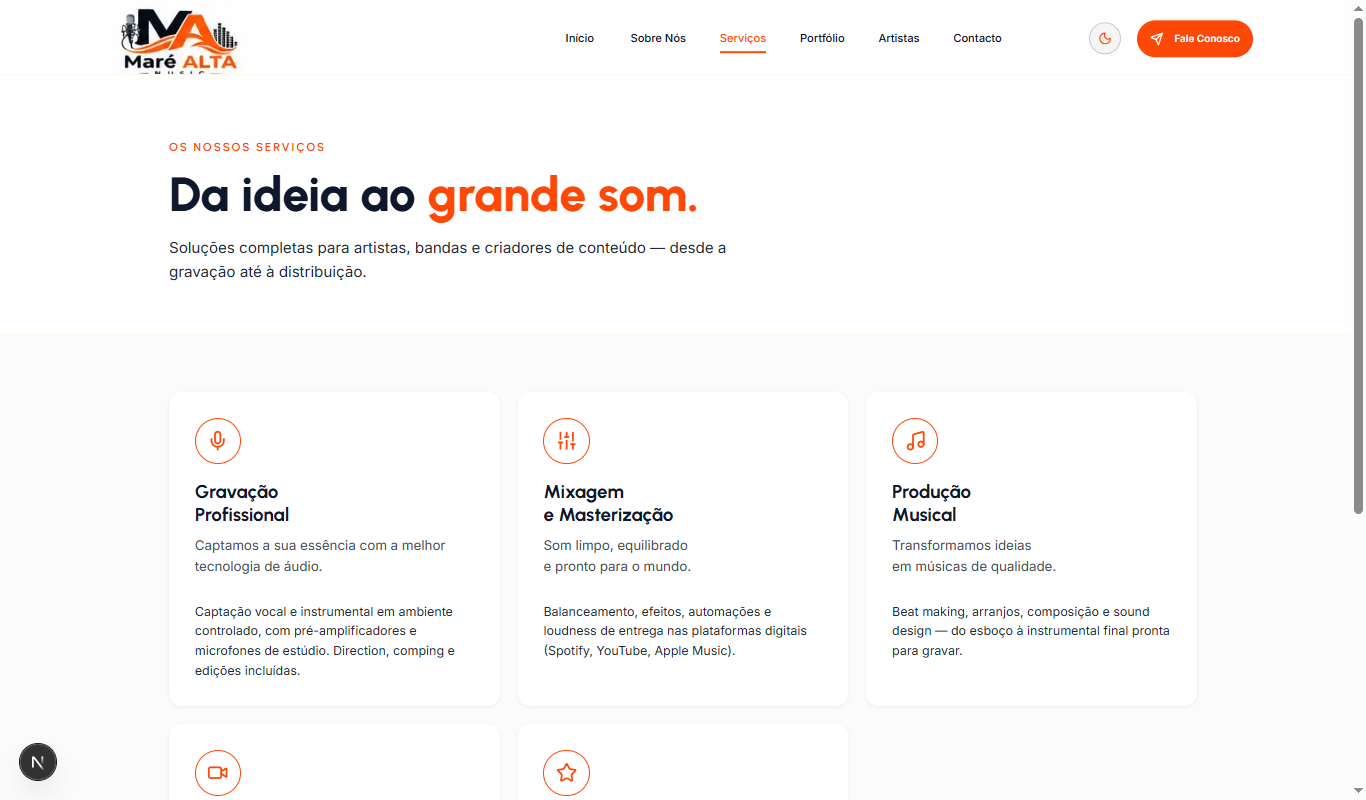 MA
Maré ALTA
MUSIC
Início
Sobre Nós
Serviços
Portfólio
Artistas
Contacto
Fale Conosco
OS NOSSOS SERVIÇOS
Da ideia ao grande som.
Soluções completas para artistas, bandas e criadores de conteúdo — desde a
gravação até à distribuição.
Gravação
Profissional
Captamos a sua essência com a melhor
tecnologia de áudio.
Captação vocal e instrumental em ambiente
controlado, com pré-amplificadores e
microfones de estúdio. Direction, comping e
edições incluídas.
Mixagem
e Masterização
Som limpo, equilibrado
e pronto para o mundo.
Balanceamento, efeitos, automações e
loudness de entrega nas plataformas digitais
(Spotify, YouTube, Apple Music).
Produção
Musical
Transformamos ideias
em músicas de qualidade.
Beat making, arranjos, composição e sound
design — do esboço à instrumental final pronta
para gravar.
N